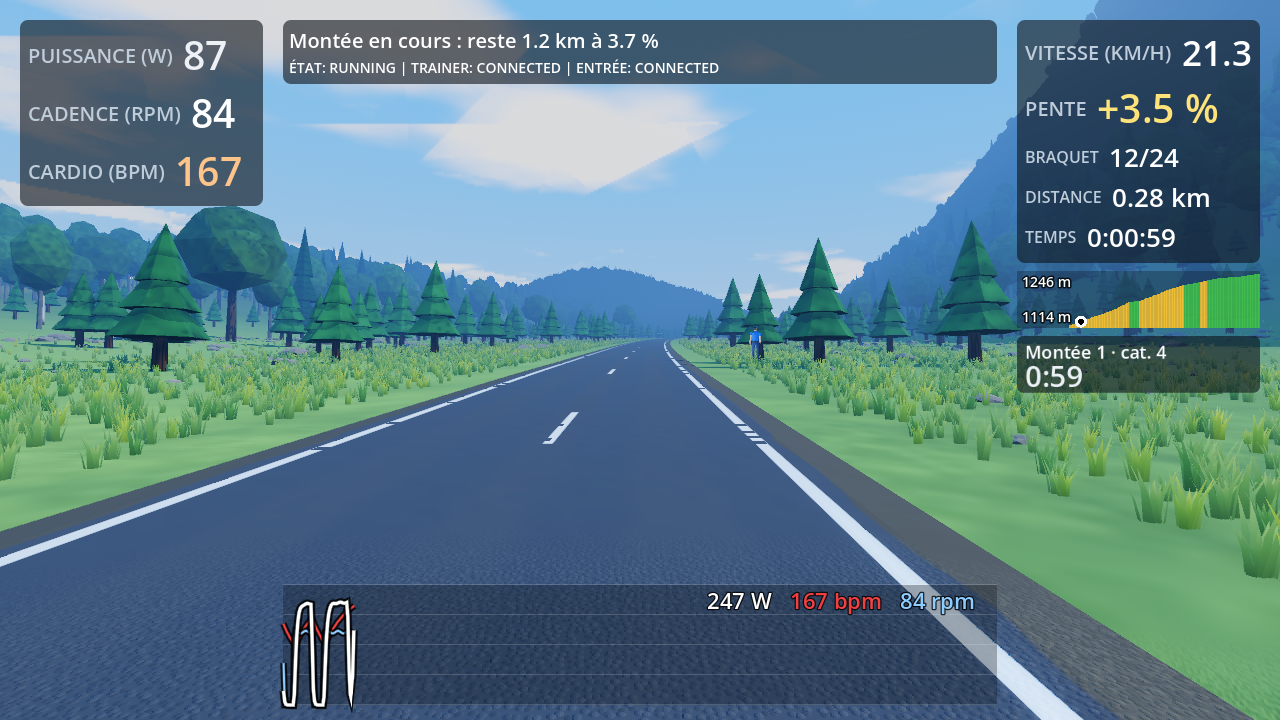 PUISSANCE (W) 87
CADENCE (RPM) 84
CARDIO (BPM) 167
Montée en cours : reste 1.2 km à 3.7 %
ÉTAT: RUNNING | TRAINER: CONNECTED | ENTRÉE: CONNECTED
VITESSE (KM/H) 21.3
PENTE +3.5 %
BRAQUET 12/24
DISTANCE 0.28 km
TEMPS 0:00:59
1246 m
1114 m
Montée 1 · cat. 4
0:59
247 W 167 bpm 84 rpm